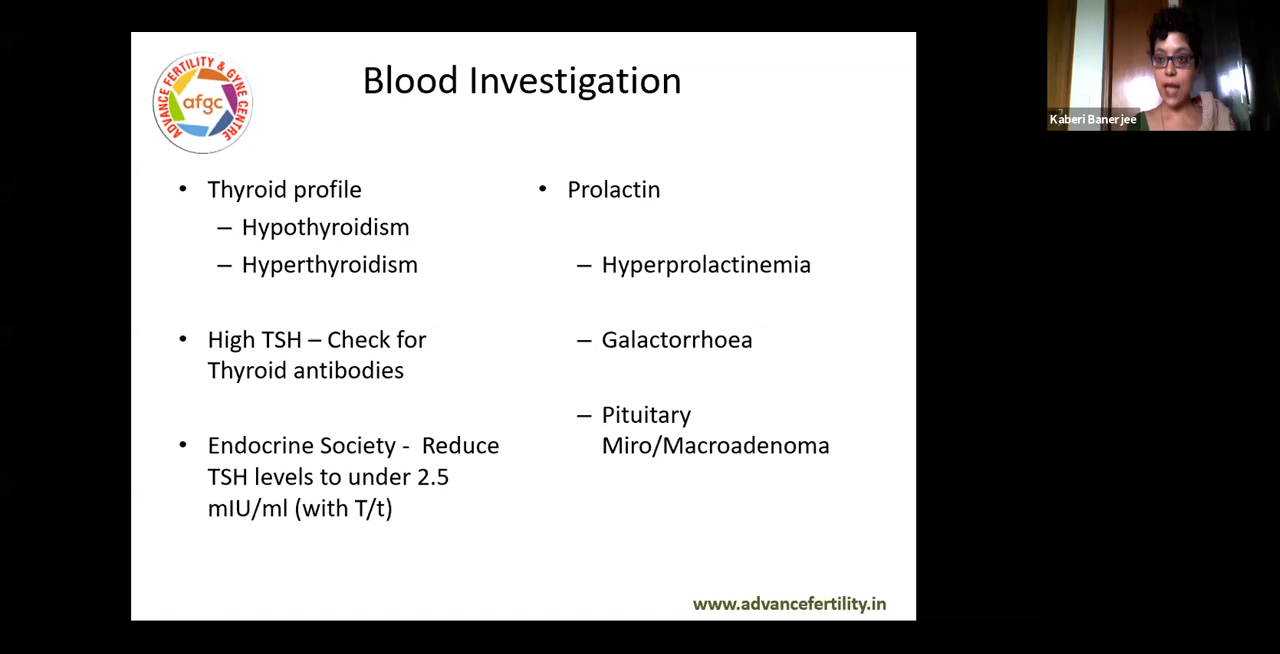 ADVANCE FERTILITY & GYNE CENTRE
afgc
Blood Investigation
• Thyroid profile
– Hypothyroidism
– Hyperthyroidism
• High TSH – Check for
Thyroid antibodies
• Endocrine Society - Reduce
TSH levels to under 2.5
mIU/ml (with T/t)
• Prolactin
– Hyperprolactinemia
– Galactorrhoea
– Pituitary
Miro/Macroadenoma
www.advancefertility.in
Kaberi Banerjee